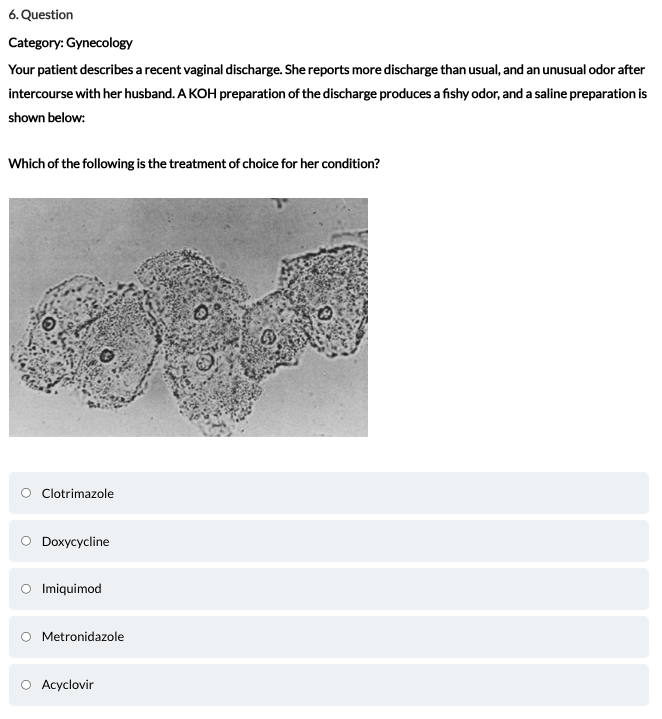 6. Question
Category: Gynecology
Your patient describes a recent vaginal discharge. She reports more discharge than usual, and an unusual odor after
intercourse with her husband. A KOH preparation of the discharge produces a fishy odor, and a saline preparation is
shown below:
Which of the following is the treatment of choice for her condition?
Clotrimazole
Doxycycline
Imiquimod
Metronidazole
Acyclovir